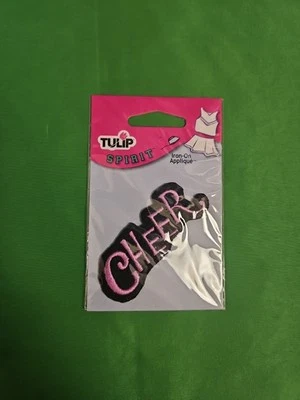 TULIP
SPIRIT
Iron-On
Appliqué
CHEER